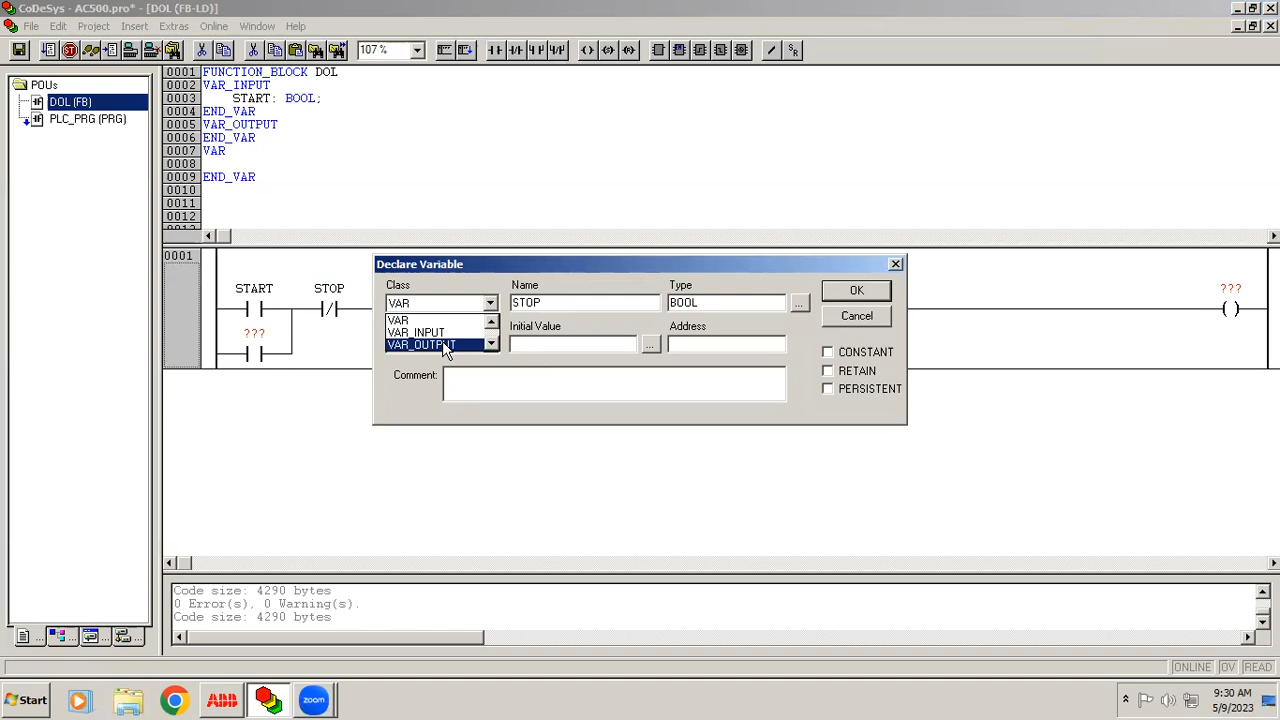 CoDeSys - AC500.pro* - [DOL (FB-LD)]
File Edit Project Insert Extras Online Window Help
107 %
POUs
DOL (FB)
PLC_PRG (PRG)
0001 FUNCTION_BLOCK DOL
0002 VAR_INPUT
0003 START: BOOL;
0004 END_VAR
0005 VAR_OUTPUT
0006 END_VAR
0007 VAR
0008
0009 END_VAR
0010
0011
0012
0001
START STOP ???
???
Declare Variable
Class Name Type
VAR STOP BOOL ... OK
VAR
VAR_INPUT
VAR_OUTPUT
Initial Value Address
... Cancel
Comment:
CONSTANT
RETAIN
PERSISTENT
Code size: 4290 bytes
0 Error(s), 0 Warning(s).
Code size: 4290 bytes
ONLINE OV READ
Start ABB zoom
9:30 AM
5/9/2023